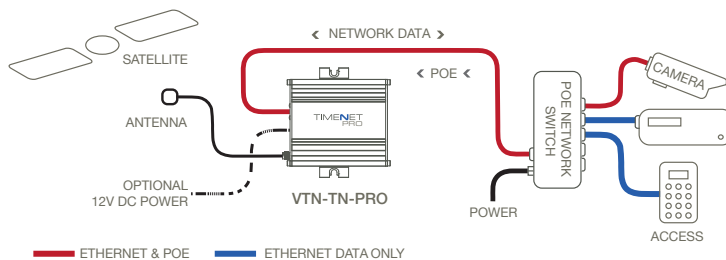 SATELLITE
< NETWORK DATA >
< POE <
CAMERA
TIMENET
PRO
POE NETWORK
SWITCH
ANTENNA
OPTIONAL
12V DC POWER
VTN-TN-PRO
POWER
ACCESS
ETHERNET & POE
ETHERNET DATA ONLY